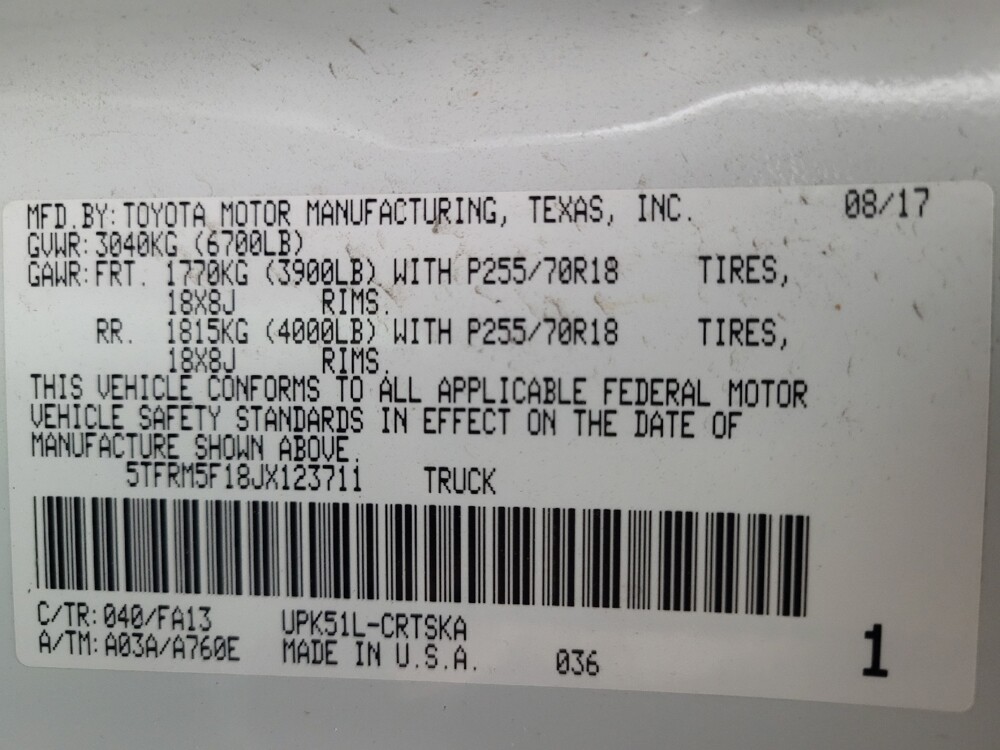 MFD.BY:TOYOTA MOTOR MANUFACTURING, TEXAS, INC. 08/17
GVWR:3040KG (6700LB)
GAWR:FRT. 1770KG (3900LB) WITH P255/70R18 TIRES,
18X8J RIMS.
RR. 1815KG (4000LB) WITH P255/70R18 TIRES,
18X8J RIMS.
THIS VEHICLE CONFORMS TO ALL APPLICABLE FEDERAL MOTOR
VEHICLE SAFETY STANDARDS IN EFFECT ON THE DATE OF
MANUFACTURE SHOWN ABOVE.
5TFRM5F18JX123711 TRUCK
C/TR:040/FA13 UPK51L-CRTSKA
A/TM:A03A/A760E MADE IN U.S.A. 036 1